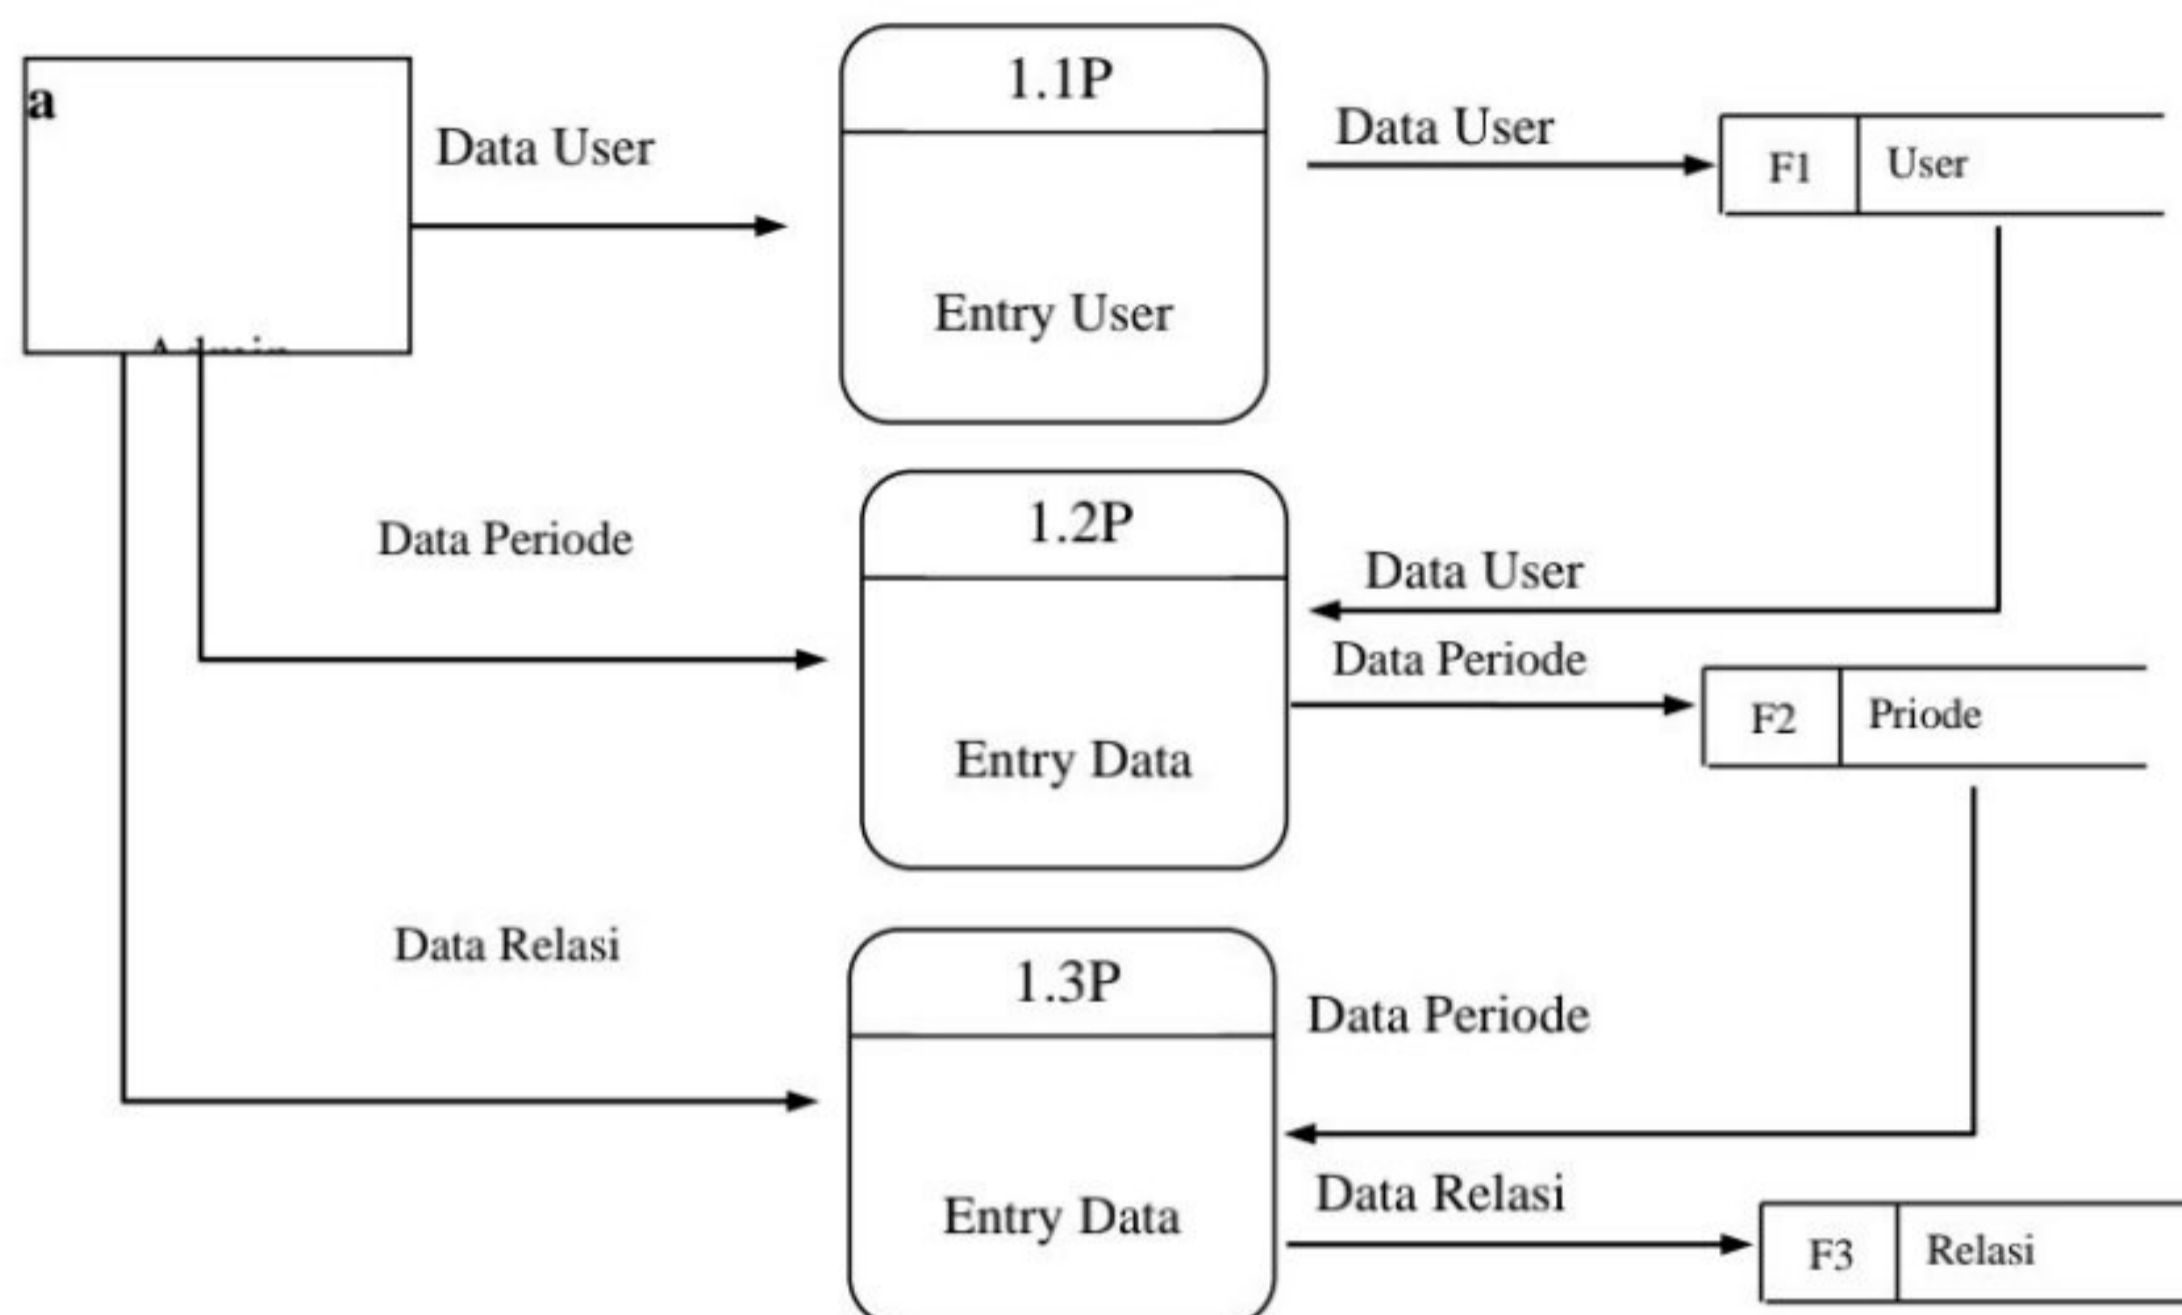 a
Data User
1.1P
Entry User
Data User
F1 User
Data Periode
1.2P
Entry Data
Data User
Data Periode
F2 Priode
Data Relasi
1.3P
Entry Data
Data Periode
Data Relasi
F3 Relasi